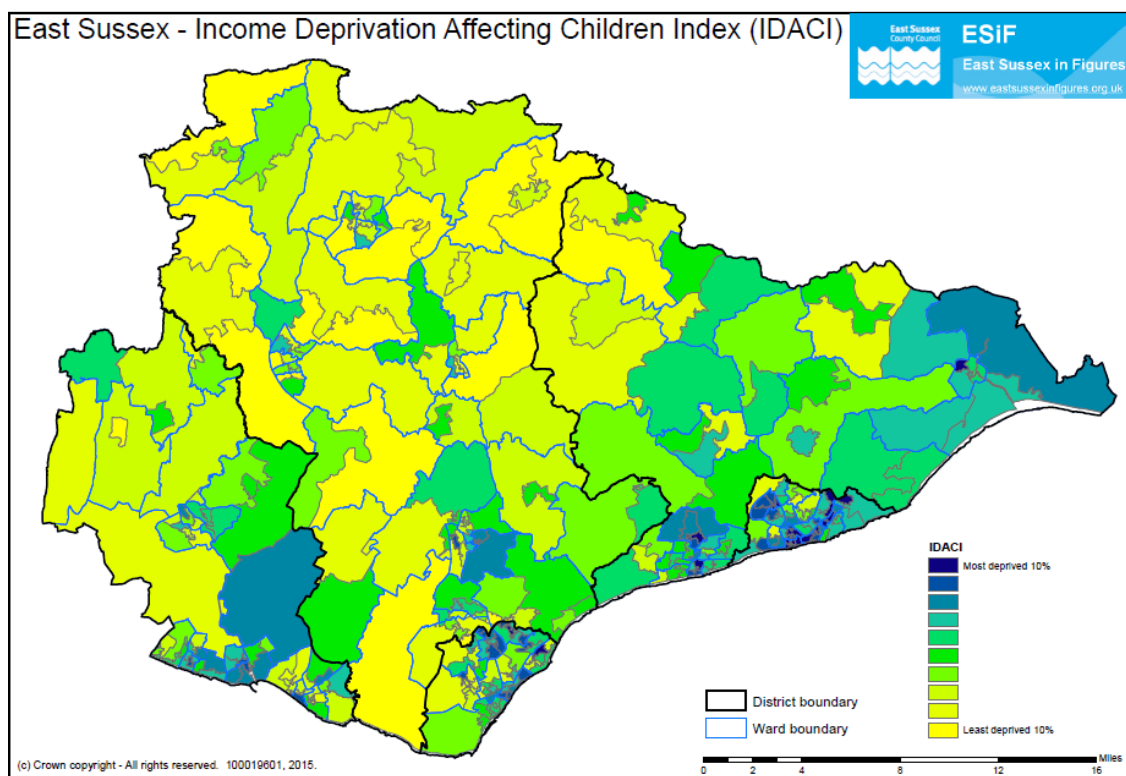 East Sussex - Income Deprivation Affecting Children Index (IDACI)
East Sussex
County Council
ESiF
East Sussex in Figures
www.eastsussexinfigures.org.uk
IDACI
Most deprived 10%
Least deprived 10%
District boundary
Ward boundary
(c) Crown copyright - All rights reserved. 100019601, 2015.
Miles
0 2 4 8 12 16